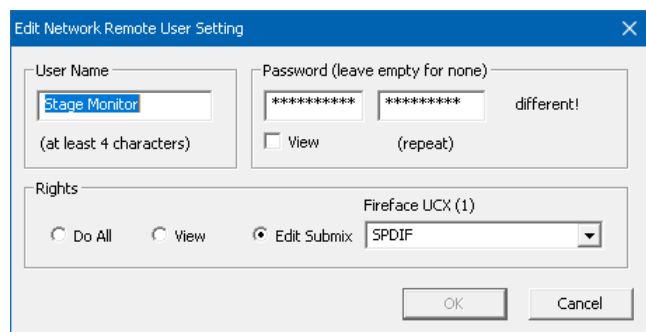 Edit Network Remote User Setting
User Name
Password (leave empty for none)
Stage Monitor
********** ********* different!
(at least 4 characters)
View (repeat)
Rights
Fireface UCX (1)
Do All View Edit Submix SPDIF
OK Cancel